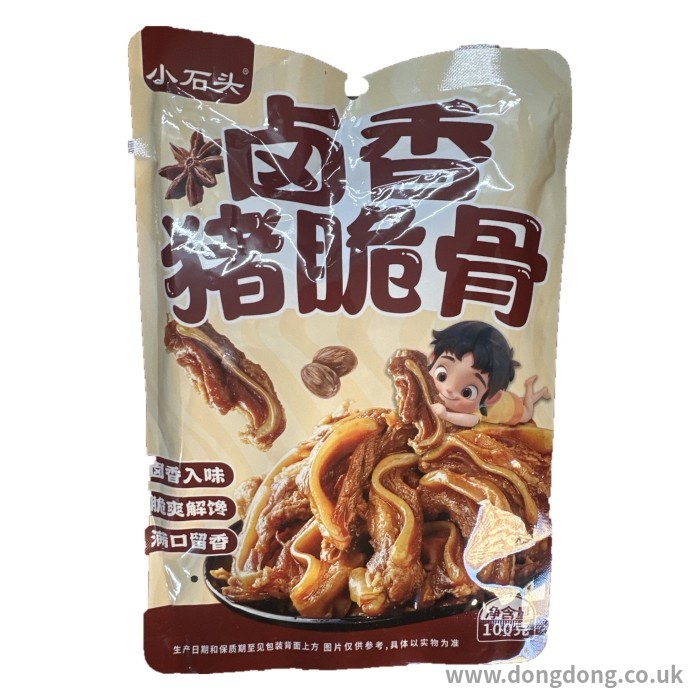 小石头®
卤香
猪脆骨
卤香入味
脆爽解馋
满口留香
净含量
100克
生产日期和保质期至见包装背面上方 图片仅供参考,具体以实物为准
www.dongdong.co.uk